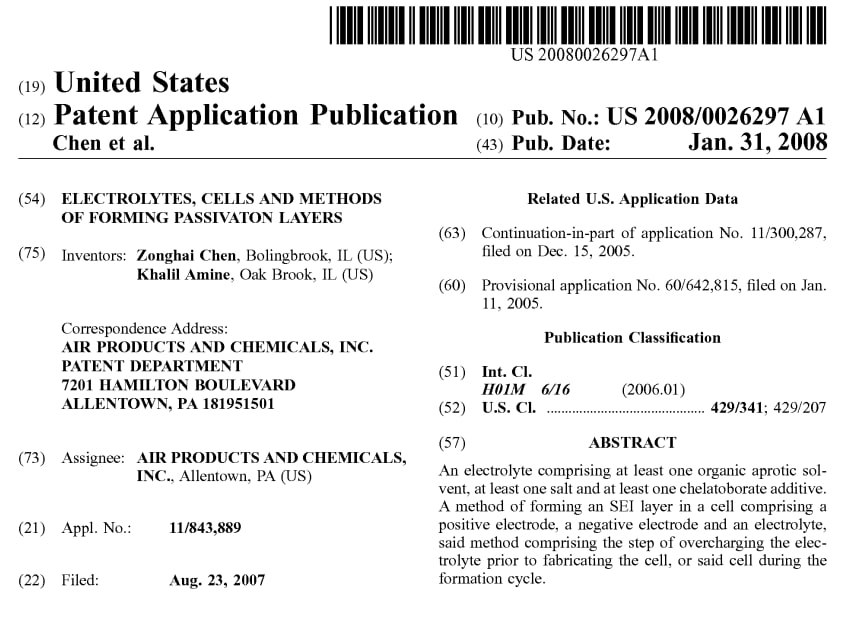 US 20080026297A1
(19) United States
(12) Patent Application Publication
Chen et al.
(10) Pub. No.: US 2008/0026297 A1
(43) Pub. Date: Jan. 31, 2008
(54) ELECTROLYTES, CELLS AND METHODS
OF FORMING PASSIVATON LAYERS
(75) Inventors: Zonghai Chen, Bolingbrook, IL (US);
Khalil Amine, Oak Brook, IL (US)
Correspondence Address:
AIR PRODUCTS AND CHEMICALS, INC.
PATENT DEPARTMENT
7201 HAMILTON BOULEVARD
ALLENTOWN, PA 181951501
(73) Assignee: AIR PRODUCTS AND CHEMICALS,
INC., Allentown, PA (US)
(21) Appl. No.: 11/843,889
(22) Filed: Aug. 23, 2007
Related U.S. Application Data
(63) Continuation-in-part of application No. 11/300,287,
filed on Dec. 15, 2005.
(60) Provisional application No. 60/642,815, filed on Jan.
11, 2005.
Publication Classification
(51) Int. Cl.
H01M 6/16 (2006.01)
(52) U.S. Cl. ........................................... 429/341; 429/207
(57) ABSTRACT
An electrolyte comprising at least one organic aprotic sol-
vent, at least one salt and at least one chelatoborate additive.
A method of forming an SEI layer in a cell comprising a
positive electrode, a negative electrode and an electrolyte,
said method comprising the step of overcharging the elec-
trolyte prior to fabricating the cell, or said cell during the
formation cycle.